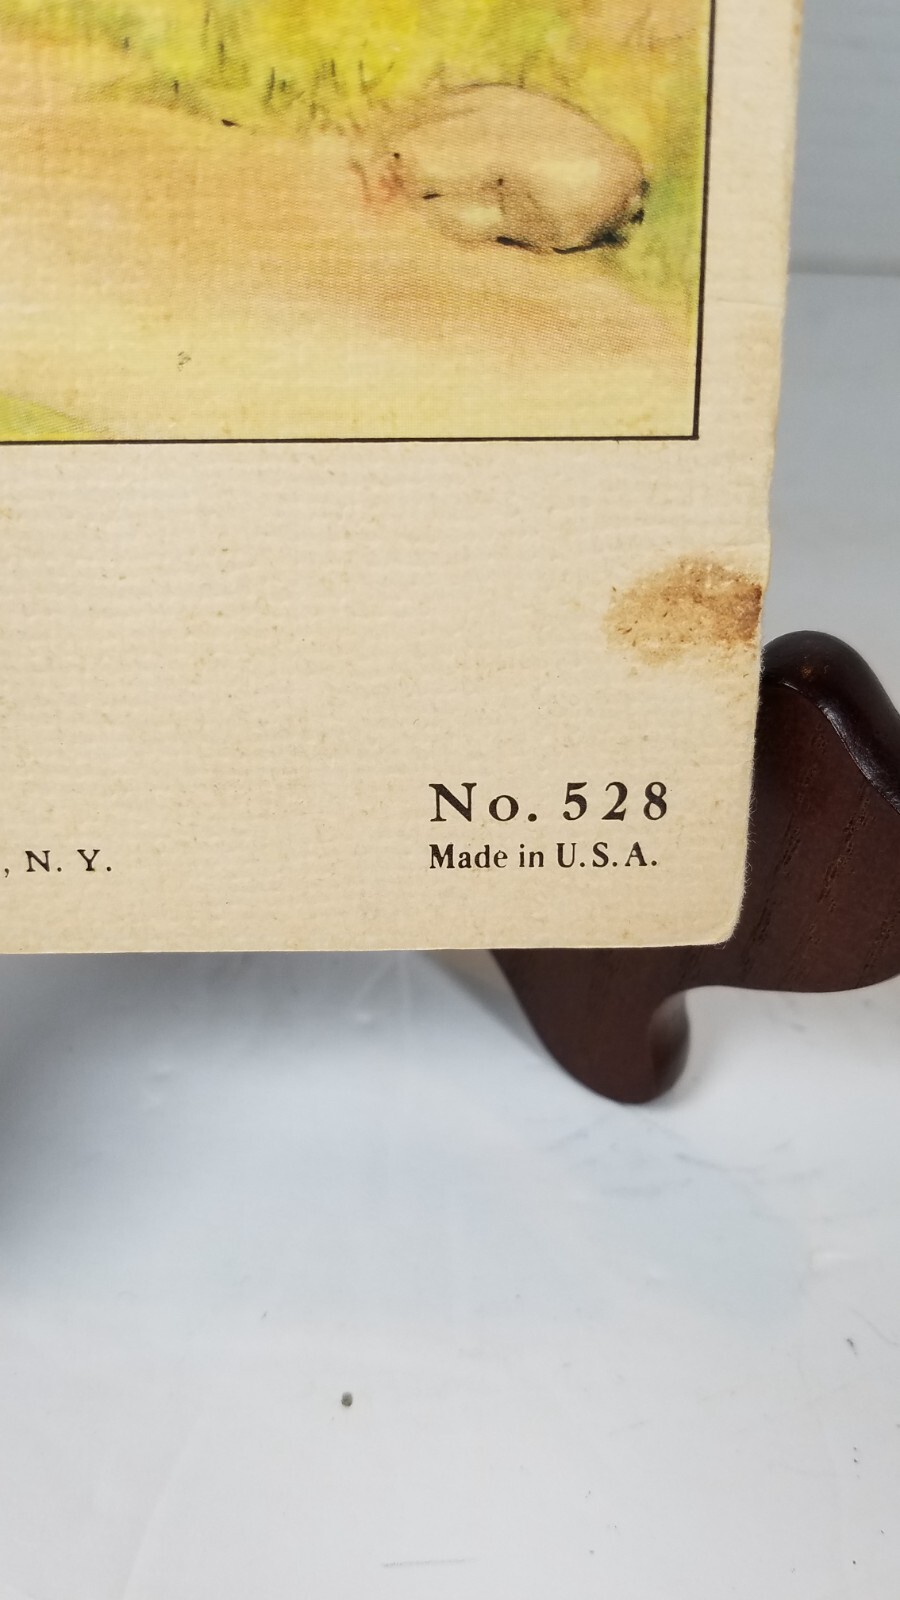 No. 528
, N. Y.
Made in U.S.A.